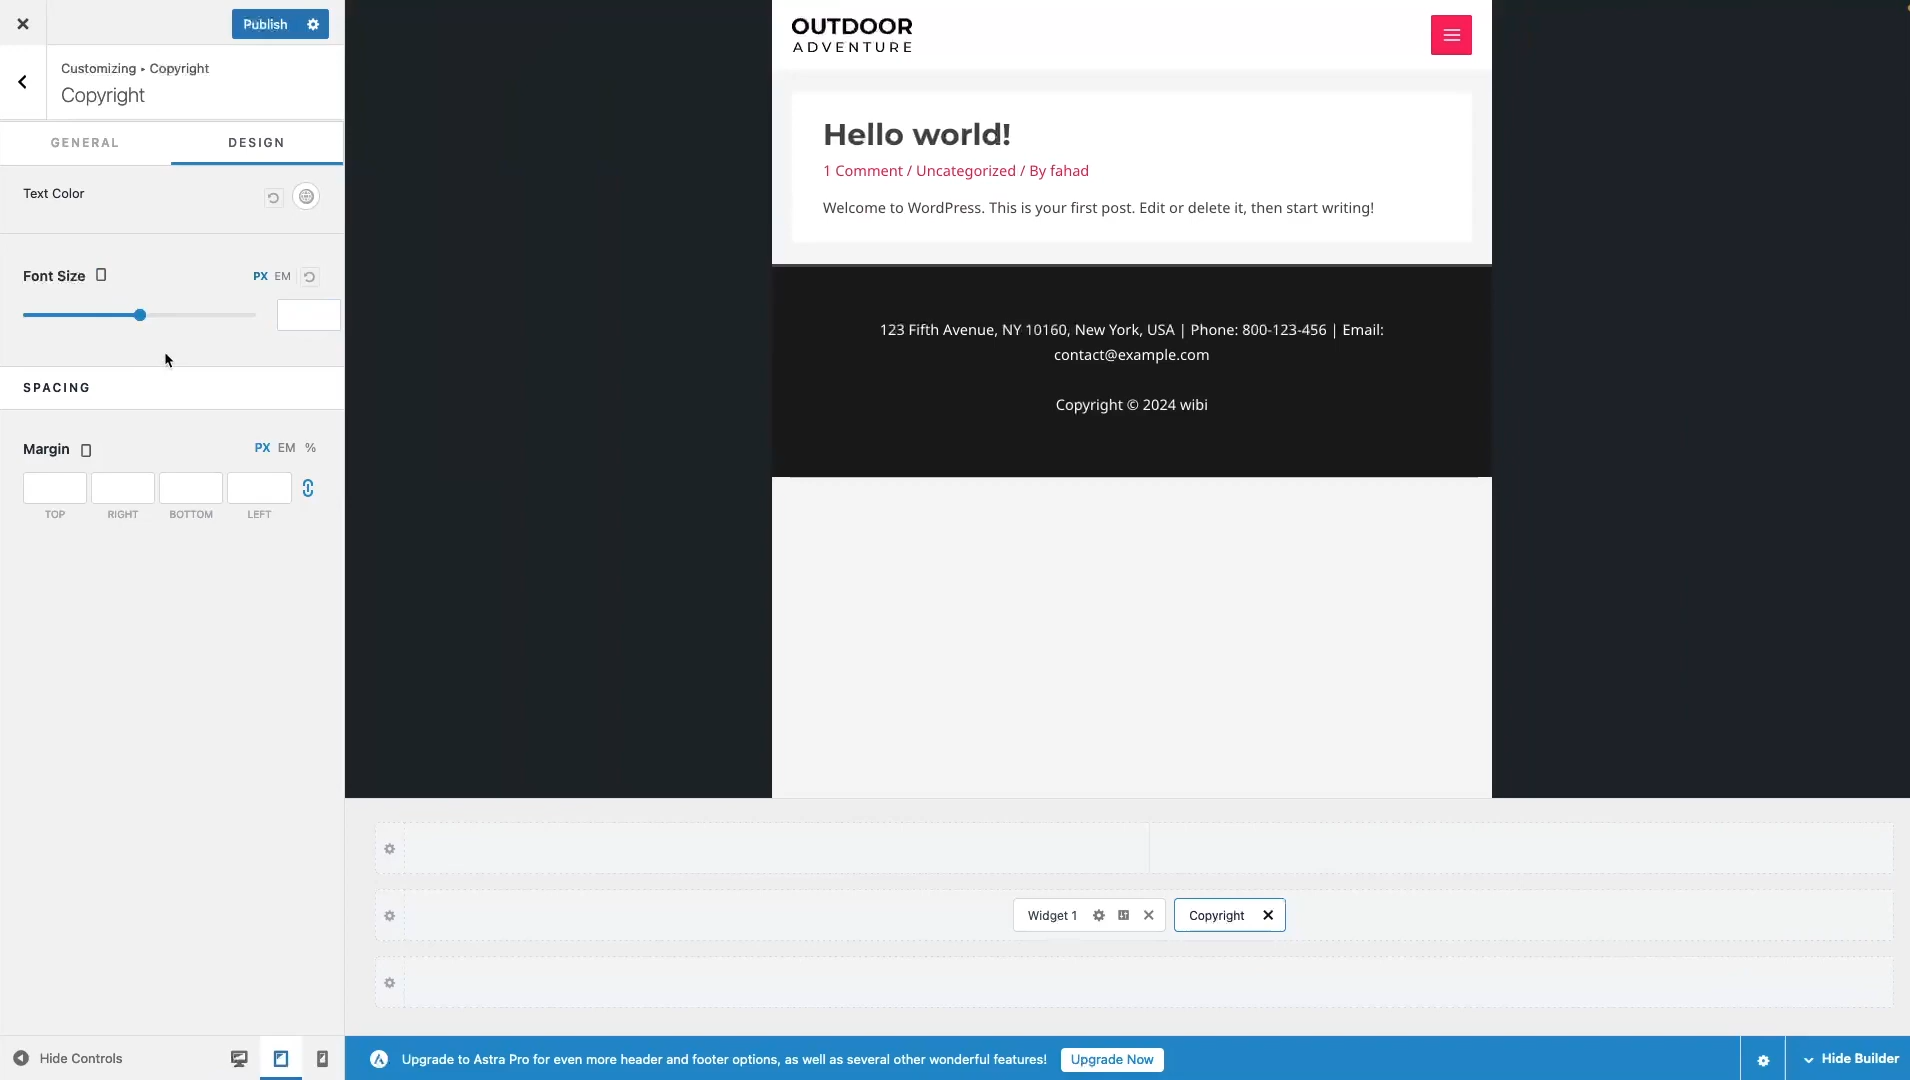 Publish
Customizing ▸ Copyright
Copyright
GENERAL
DESIGN
Text Color
Font Size
PX EM
SPACING
Margin
PX EM %
TOP RIGHT BOTTOM LEFT
Hide Controls
OUTDOOR
ADVENTURE
Hello world!
1 Comment / Uncategorized / By fahad
Welcome to WordPress. This is your first post. Edit or delete it, then start writing!
123 Fifth Avenue, NY 10160, New York, USA | Phone: 800-123-456 | Email:
contact@example.com
Copyright © 2024 wibi
Widget 1
Copyright
Upgrade to Astra Pro for even more header and footer options, as well as several other wonderful features!
Upgrade Now
Hide Builder